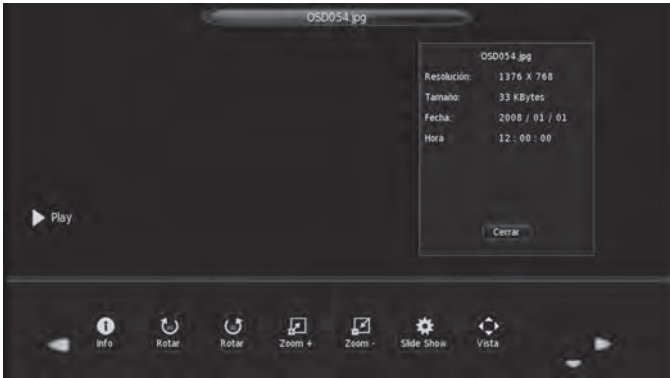 OSD054.jpg
OSD054.jpg
Resolución: 1376 X 768
Tamaño: 33 KBytes
Fecha: 2008 / 01 / 01
Hora 12 : 00 : 00
Play
Cerrar
Info Rotar Rotar Zoom + Zoom - Slide Show Vista